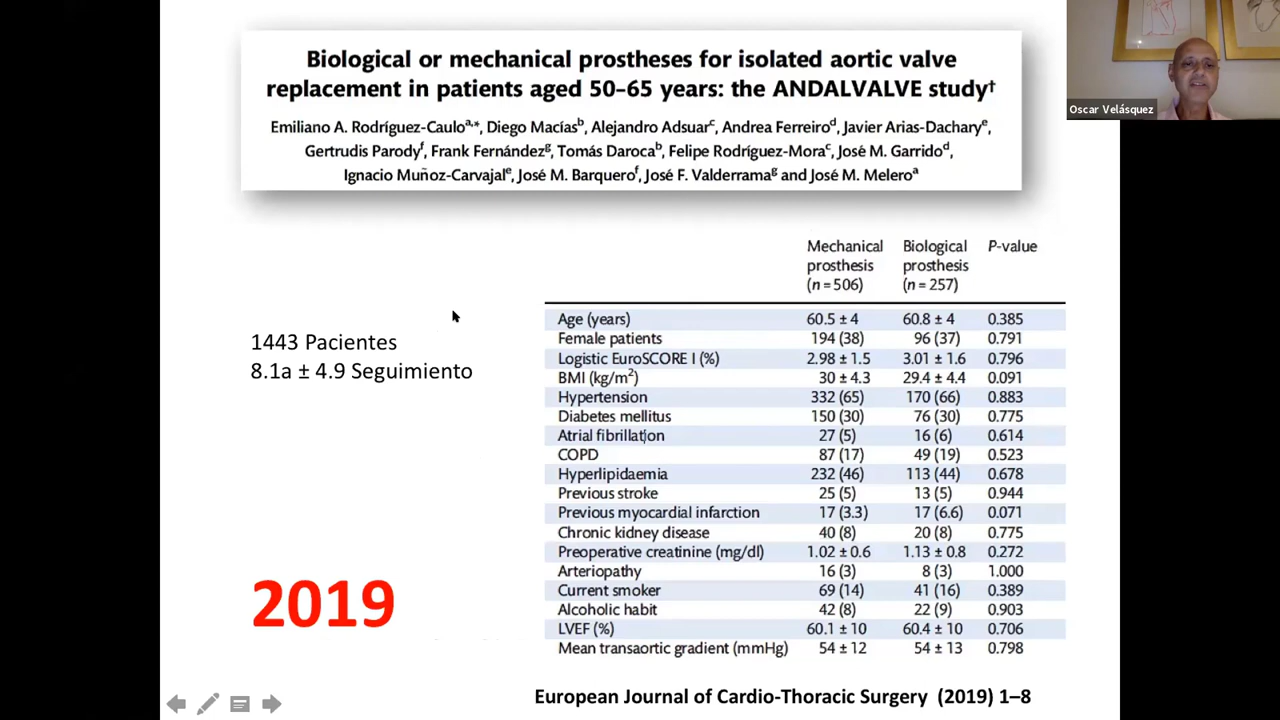 Biological or mechanical prostheses for isolated aortic valve
replacement in patients aged 50–65 years: the ANDALVALVE study†
Emiliano A. Rodríguez-Caulo a,*, Diego Macías b, Alejandro Adsuar c, Andrea Ferreiro d, Javier Arias-Dachary e,
Gertrudis Parody f, Frank Fernández g, Tomás Daroca b, Felipe Rodríguez-Mora c, José M. Garrido d,
Ignacio Muñoz-Carvajal e, José M. Barquero f, José F. Valderrama g and José M. Melero a
Oscar Velásquez
1443 Pacientes
8.1a ± 4.9 Seguimiento
2019
Mechanical Biological P-value
prosthesis prosthesis
(n = 506) (n = 257)
Age (years) 60.5 ± 4 60.8 ± 4 0.385
Female patients 194 (38) 96 (37) 0.791
Logistic EuroSCORE I (%) 2.98 ± 1.5 3.01 ± 1.6 0.796
BMI (kg/m²) 30 ± 4.3 29.4 ± 4.4 0.091
Hypertension 332 (65) 170 (66) 0.883
Diabetes mellitus 150 (30) 76 (30) 0.775
Atrial fibrillation 27 (5) 16 (6) 0.614
COPD 87 (17) 49 (19) 0.523
Hyperlipidaemia 232 (46) 113 (44) 0.678
Previous stroke 25 (5) 13 (5) 0.944
Previous myocardial infarction 17 (3.3) 17 (6.6) 0.071
Chronic kidney disease 40 (8) 20 (8) 0.775
Preoperative creatinine (mg/dl) 1.02 ± 0.6 1.13 ± 0.8 0.272
Arteriopathy 16 (3) 8 (3) 1.000
Current smoker 69 (14) 41 (16) 0.389
Alcoholic habit 42 (8) 22 (9) 0.903
LVEF (%) 60.1 ± 10 60.4 ± 10 0.706
Mean transaortic gradient (mmHg) 54 ± 12 54 ± 13 0.798
European Journal of Cardio-Thoracic Surgery (2019) 1–8